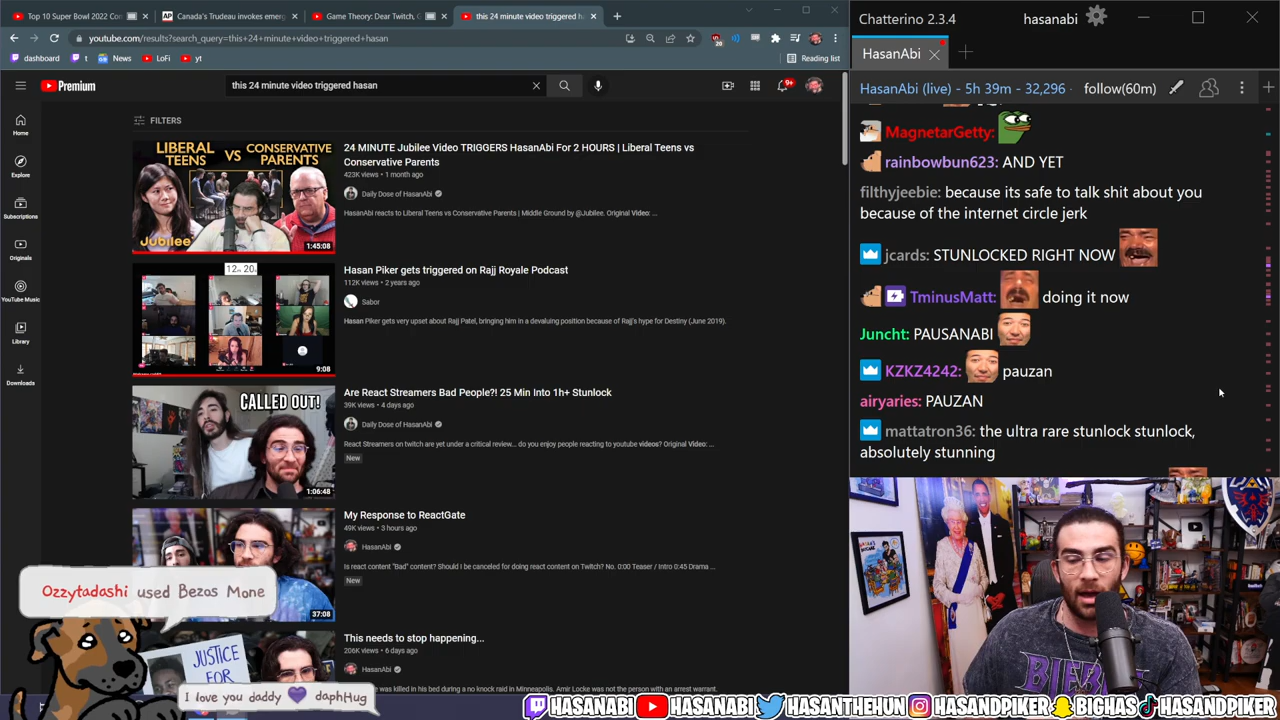 Top 10 Super Bowl 2022 Co
Canada's Trudeau invokes emerg
Game Theory: Dear Twitch,
this 24 minute video triggered h
youtube.com/results?search_query=this+24+minute+video+triggered+hasan
20
dashboard
t
News
LoFi
yt
Reading list
Premium
this 24 minute video triggered hasan
9+
FILTERS
Home
Explore
Subscriptions
Originals
YouTube Music
Library
Downloads
LIBERAL TEENS VS CONSERVATIVE PARENTS
Jubilee
1:45:08
24 MINUTE Jubilee Video TRIGGERS HasanAbi For 2 HOURS | Liberal Teens vs
Conservative Parents
423K views • 1 month ago
Daily Dose of HasanAbi
HasanAbi reacts to Liberal Teens vs Conservative Parents | Middle Ground by @Jubilee. Original Video: ...
9:08
Hasan Piker gets triggered on Rajj Royale Podcast
112K views • 2 years ago
Sabor
Hasan Piker gets very upset about Rajj Patel, bringing him in a devaluing position because of Rajj's hype for Destiny (June 2019).
CALLED OUT!
1:06:48
Are React Streamers Bad People?! 25 Min Into 1h+ Stunlock
39K views • 4 days ago
Daily Dose of HasanAbi
React Streamers on twitch are yet under a critical review... do you enjoy people reacting to youtube videos? Original Video: ...
New
37:08
My Response to ReactGate
49K views • 3 hours ago
HasanAbi
Is react content "Bad" content? Should I be canceled for doing react content on Twitch? No. 0:00 Teaser / Intro 0:45 Drama ...
New
This needs to stop happening...
206K views • 6 days ago
HasanAbi
was killed in his bed during a no knock raid in Minneapolis. Amir Locke was not the person with an arrest warrant.
Ozzytadashi used Bezos Mone
JUSTICE
FOR
I love you daddy 💜 daphHug
Chatterino 2.3.4
hasanabi
HasanAbi
HasanAbi (live) - 5h 39m - 32,296
follow(60m)
MagnetarGetty:
rainbowbun623: AND YET
filthyjeebie: because its safe to talk shit about you
because of the internet circle jerk
jcards: STUNLOCKED RIGHT NOW
TminusMatt: doing it now
Juncht: PAUSANABI
KZKZ4242: pauzan
airyaries: PAUZAN
mattatron36: the ultra rare stunlock stunlock,
absolutely stunning
HASANABI
HASANABI
HASANTHEHUN
HASANDPIKER
BIGHAS
HASANDPIKER